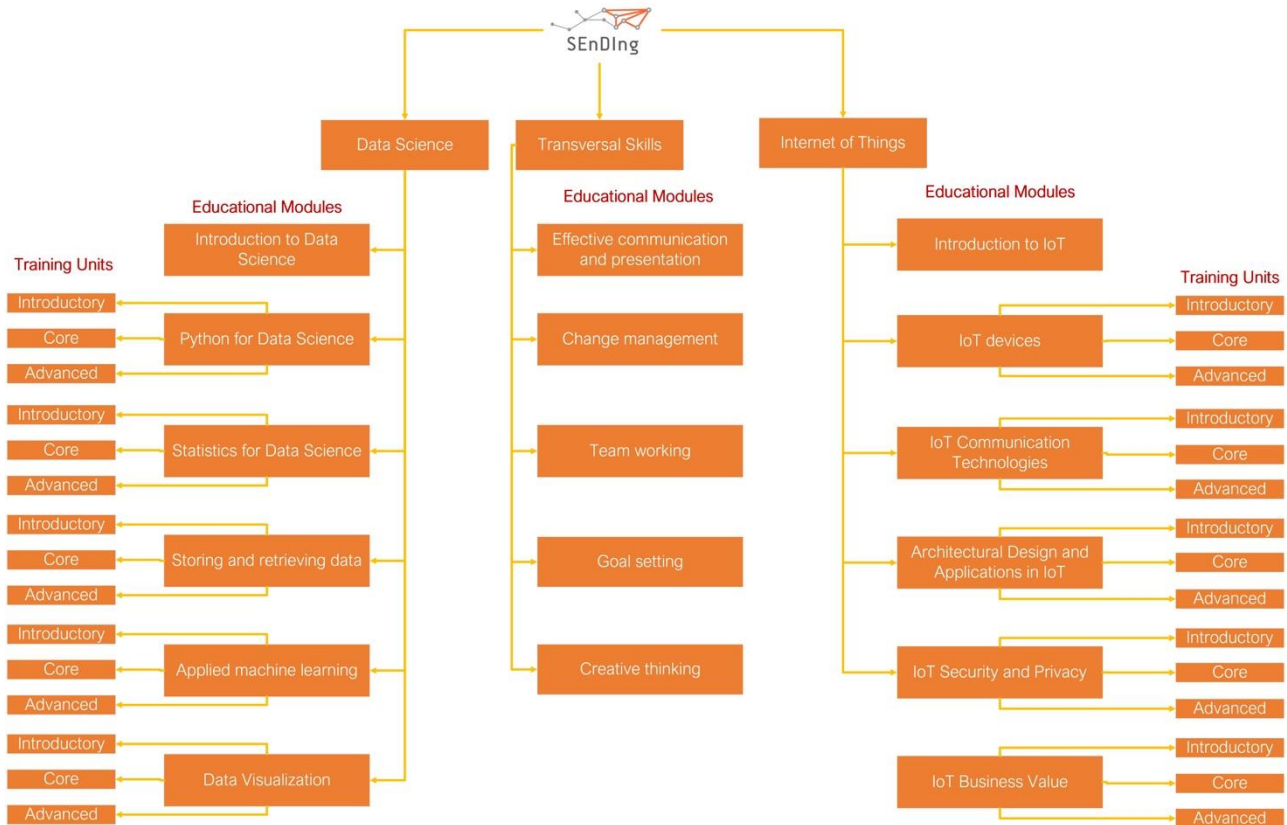 SEnDIng
Data Science
Transversal Skills
Internet of Things
Educational Modules
Educational Modules
Educational Modules
Introduction to Data
Science
Effective communication
and presentation
Introduction to IoT
Training Units
Training Units
Introductory
Core
Advanced
Python for Data Science
Change management
IoT devices
Introductory
Core
Advanced
Introductory
Core
Advanced
Statistics for Data Science
Team working
IoT Communication
Technologies
Introductory
Core
Advanced
Introductory
Core
Advanced
Storing and retrieving data
Goal setting
Architectural Design and
Applications in IoT
Introductory
Core
Advanced
Introductory
Core
Advanced
Applied machine learning
Creative thinking
IoT Security and Privacy
Introductory
Core
Advanced
Introductory
Core
Advanced
Data Visualization
IoT Business Value
Introductory
Core
Advanced